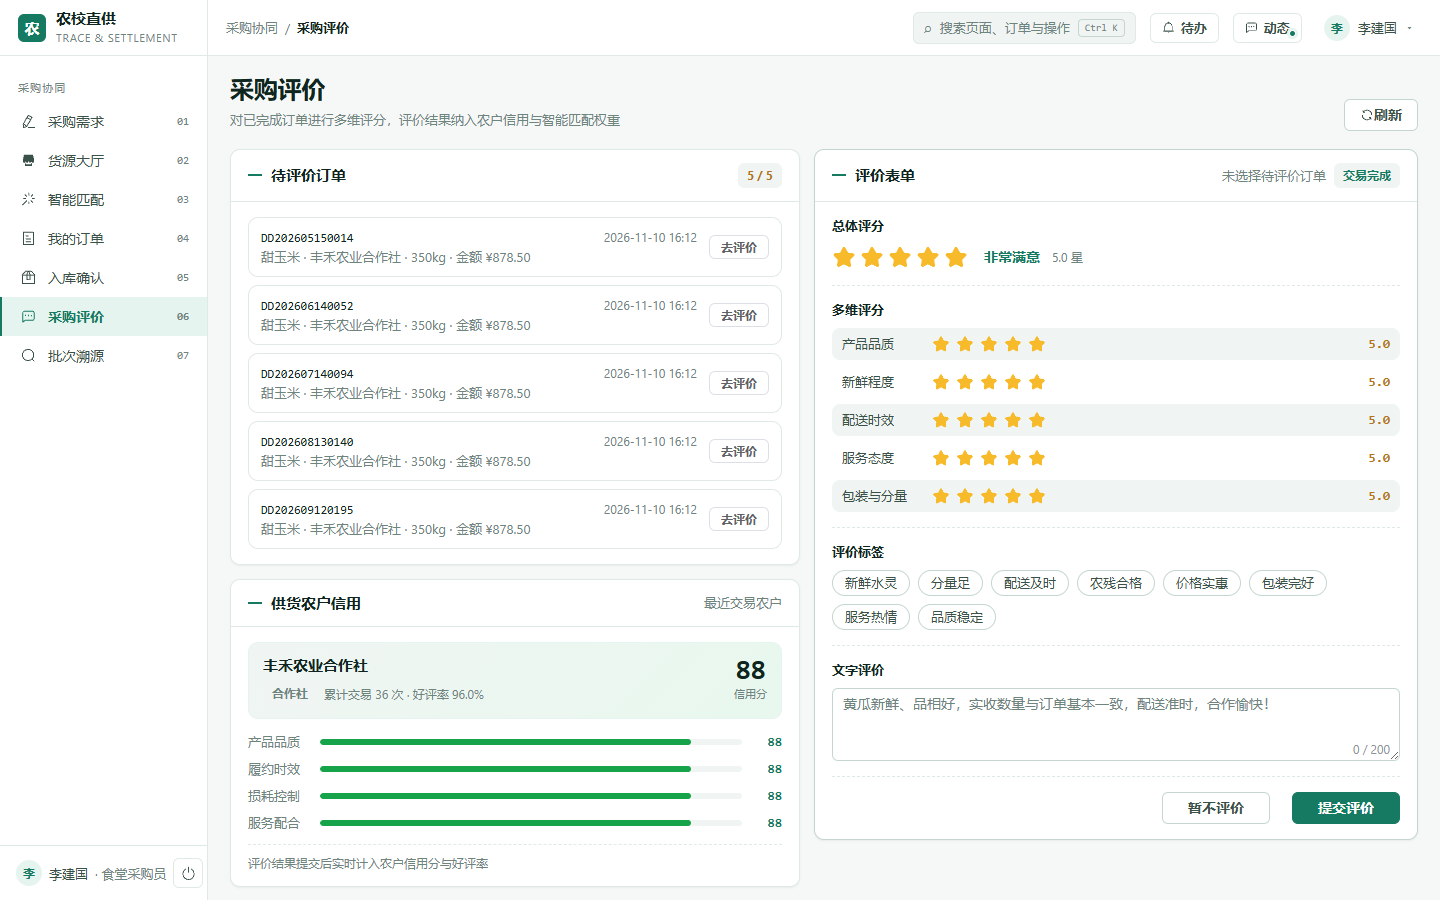 农
农校直供
TRACE & SETTLEMENT
采购协同 / 采购评价
搜索页面、订单与操作 Ctrl K
待办
动态
李 李建国
采购协同
采购需求 01
货源大厅 02
智能匹配 03
我的订单 04
入库确认 05
采购评价 06
批次溯源 07
李 李建国 · 食堂采购员
采购评价
对已完成订单进行多维评分，评价结果纳入农户信用与智能匹配权重
刷新
待评价订单 5 / 5
DD202605150014 2026-11-10 16:12
甜玉米 · 丰禾农业合作社 · 350kg · 金额 ¥878.50
去评价
DD202606140052 2026-11-10 16:12
甜玉米 · 丰禾农业合作社 · 350kg · 金额 ¥878.50
去评价
DD202607140094 2026-11-10 16:12
甜玉米 · 丰禾农业合作社 · 350kg · 金额 ¥878.50
去评价
DD202608130140 2026-11-10 16:12
甜玉米 · 丰禾农业合作社 · 350kg · 金额 ¥878.50
去评价
DD202609120195 2026-11-10 16:12
甜玉米 · 丰禾农业合作社 · 350kg · 金额 ¥878.50
去评价
供货农户信用 最近交易农户
丰禾农业合作社
合作社 累计交易 36 次 · 好评率 96.0%
88
信用分
产品品质 88
履约时效 88
损耗控制 88
服务配合 88
评价结果提交后实时计入农户信用分与好评率
评价表单 未选择待评价订单 交易完成
总体评分
非常满意 5.0 星
多维评分
产品品质 5.0
新鲜程度 5.0
配送时效 5.0
服务态度 5.0
包装与分量 5.0
评价标签
新鲜水灵 分量足 配送及时 农残合格 价格实惠 包装完好
服务热情 品质稳定
文字评价
黄瓜新鲜、品相好，实收数量与订单基本一致，配送准时，合作愉快！
0 / 200
暂不评价 提交评价